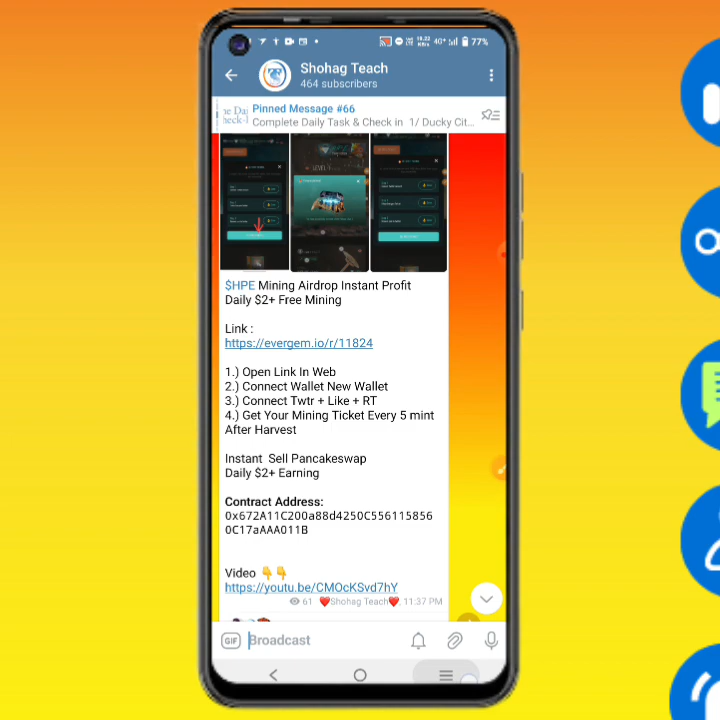 77%
Shohag Teach
464 subscribers
Pinned Message #66
Complete Daily Task & Check in 1/ Ducky Cit...
$HPE Mining Airdrop Instant Profit
Daily $2+ Free Mining
Link :
https://evergem.io/r/11824
1.) Open Link In Web
2.) Connect Wallet New Wallet
3.) Connect Twtr + Like + RT
4.) Get Your Mining Ticket Every 5 mint
After Harvest
Instant Sell Pancakeswap
Daily $2+ Earning
Contract Address:
0x672A11C200a88d4250C556115856
0C17aAAA011B
Video 👇👇
https://youtu.be/CMOcKSvd7hY
61 ❤️Shohag Teach❤️, 11:37 PM
GIF Broadcast